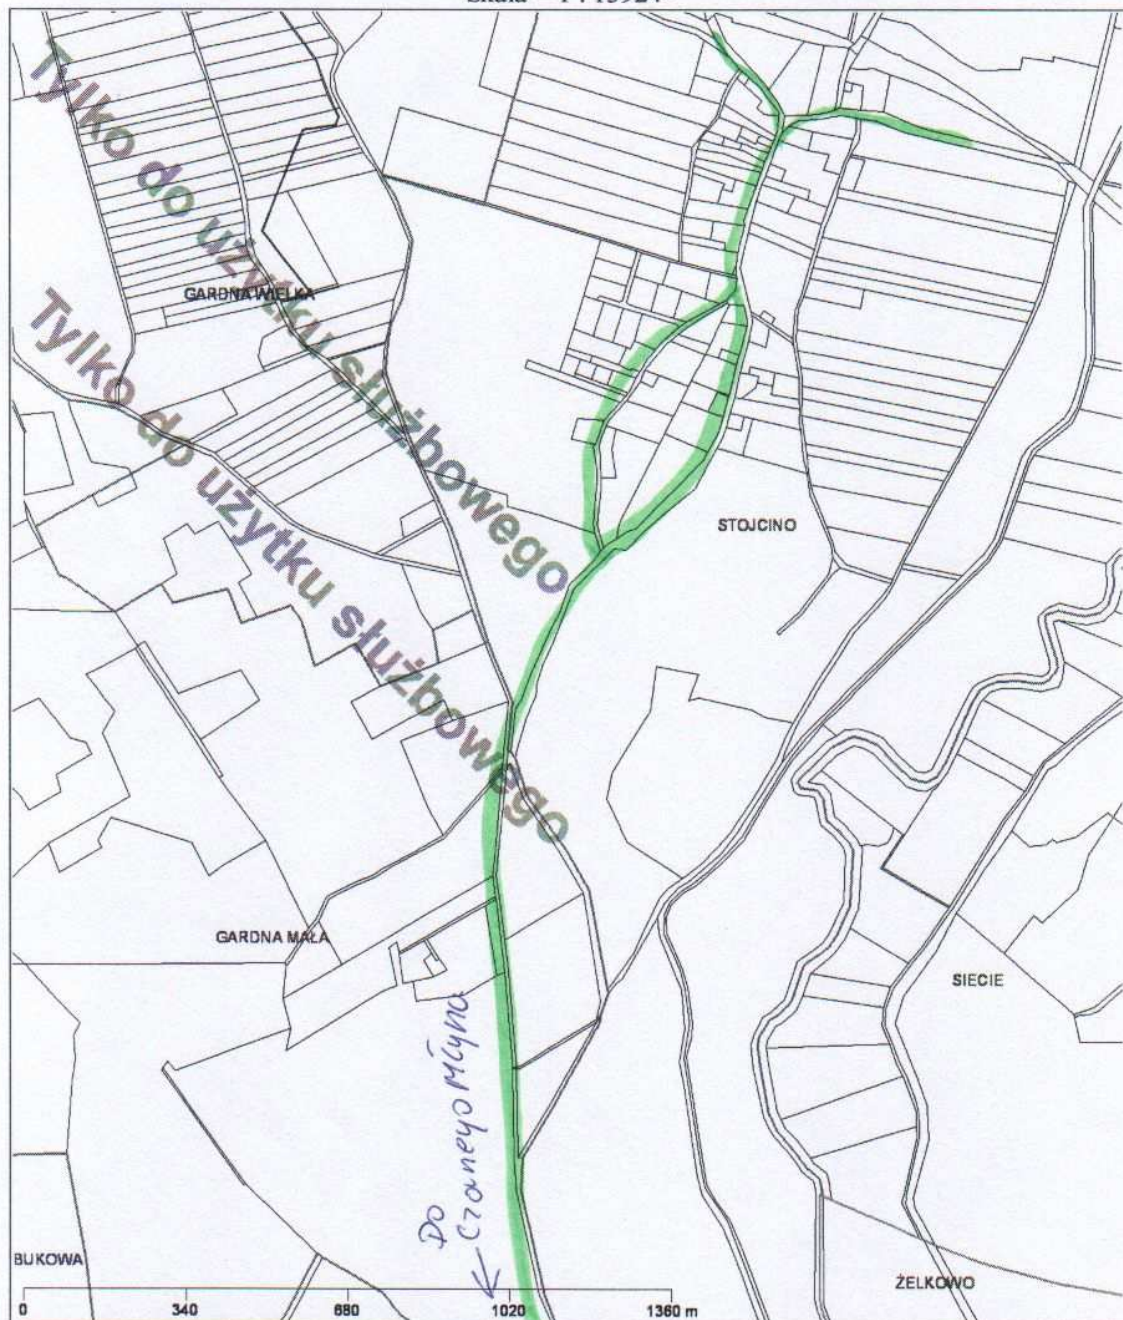 Tylko do użytku służbowego
GARDNA WIELKA
Tylko do użytku służbowego
STOJCINO
GARDNA MAŁA
SIECIE
Do
Czarnego Młyna
BUKOWA
ŻELKOWO
0 340 680 1020 1360 m